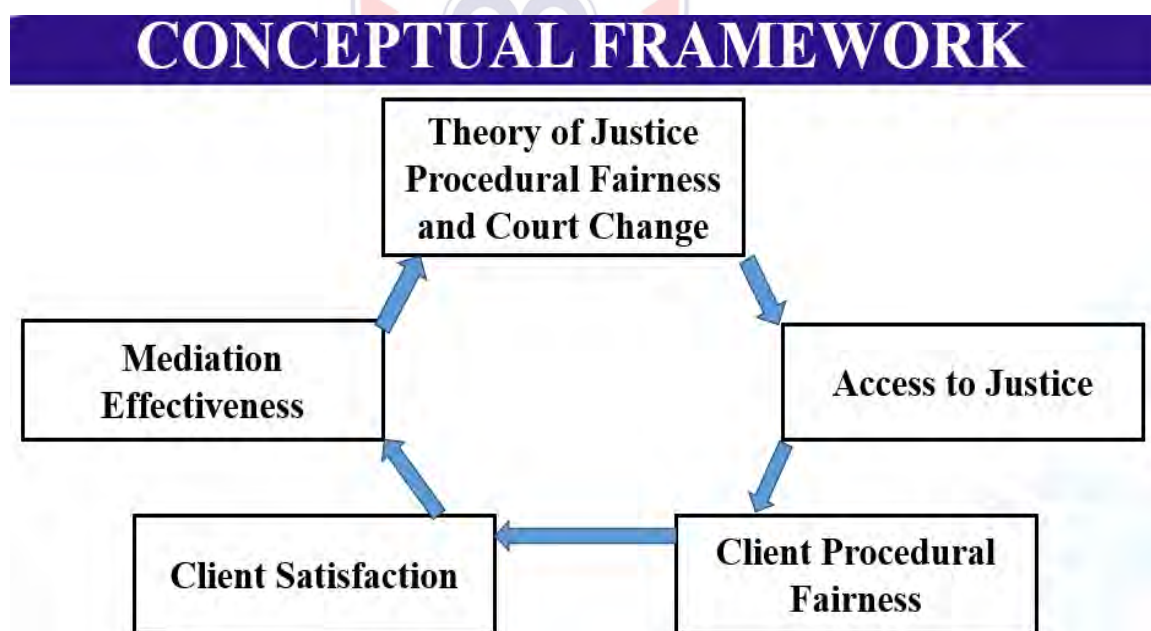 CONCEPTUAL FRAMEWORK
Theory of Justice
Procedural Fairness
and Court Change
Mediation
Effectiveness
Access to Justice
Client Satisfaction
Client Procedural
Fairness